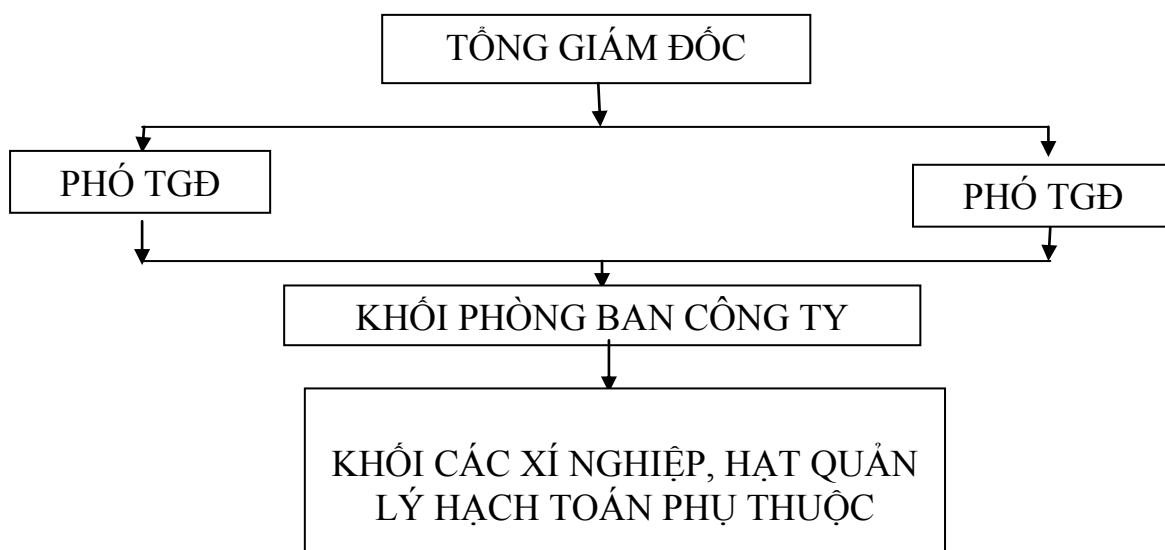 TỔNG GIÁM ĐỐC
PHÓ TGĐ
PHÓ TGĐ
KHỐI PHÒNG BAN CÔNG TY
KHỐI CÁC XÍ NGHIỆP, HẠT QUẢN
LÝ HẠCH TOÁN PHỤ THUỘC